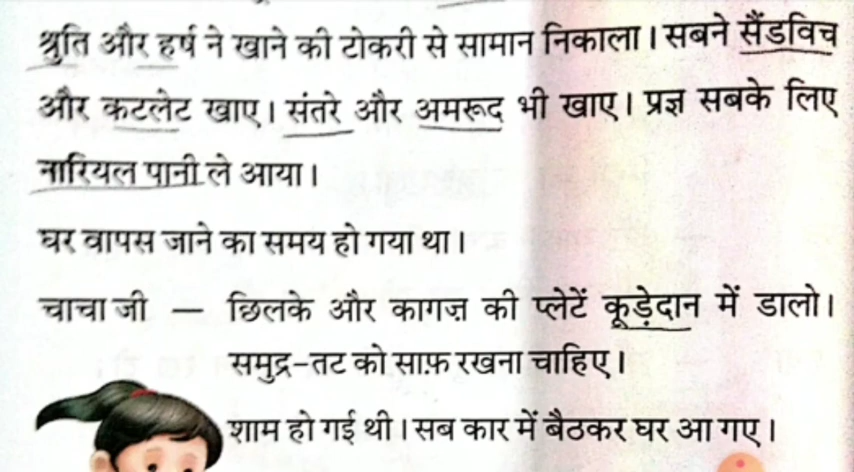 श्रुति और हर्ष ने खाने की टोकरी से सामान निकाला। सबने सैंडविच
और कटलेट खाए। संतरे और अमरूद भी खाए। प्रज्ञ सबके लिए
नारियल पानी ले आया।
घर वापस जाने का समय हो गया था।
चाचा जी — छिलके और कागज़ की प्लेटें कूड़ेदान में डालो।
समुद्र-तट को साफ़ रखना चाहिए।
शाम हो गई थी। सब कार में बैठकर घर आ गए।